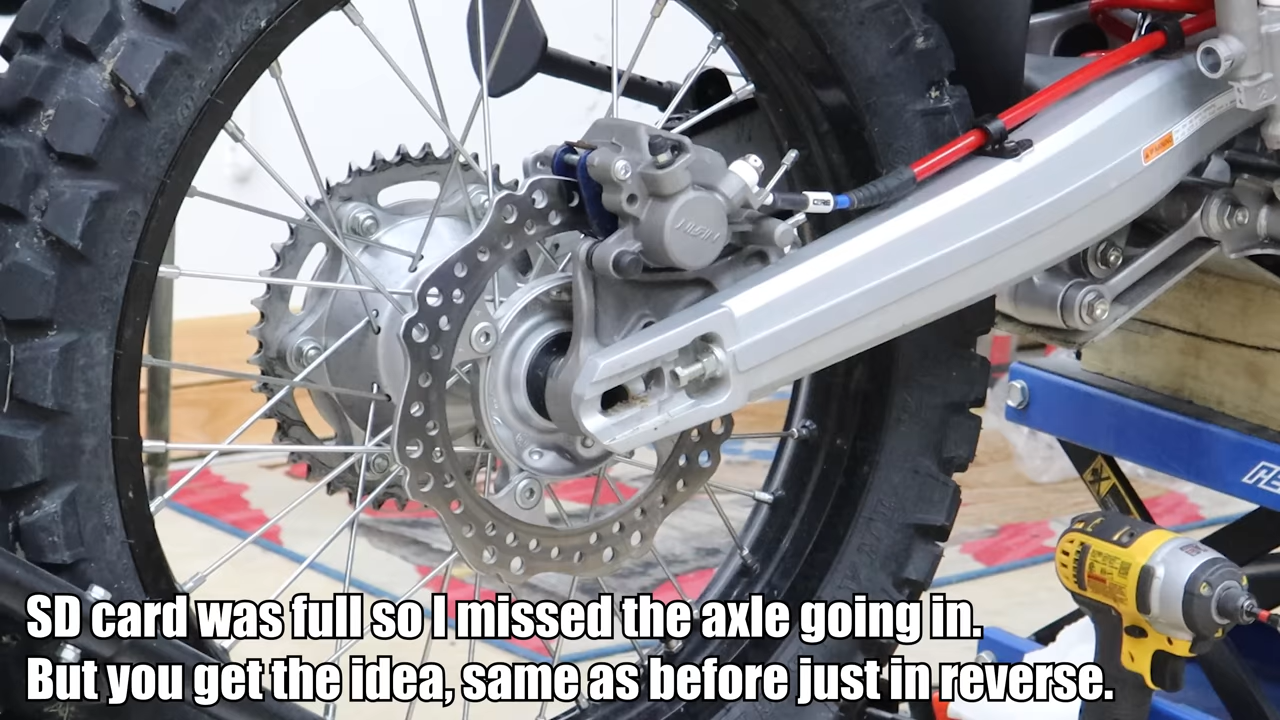 NISSIN
SD card was full so I missed the axle going in.
But you get the idea, same as before just in reverse.